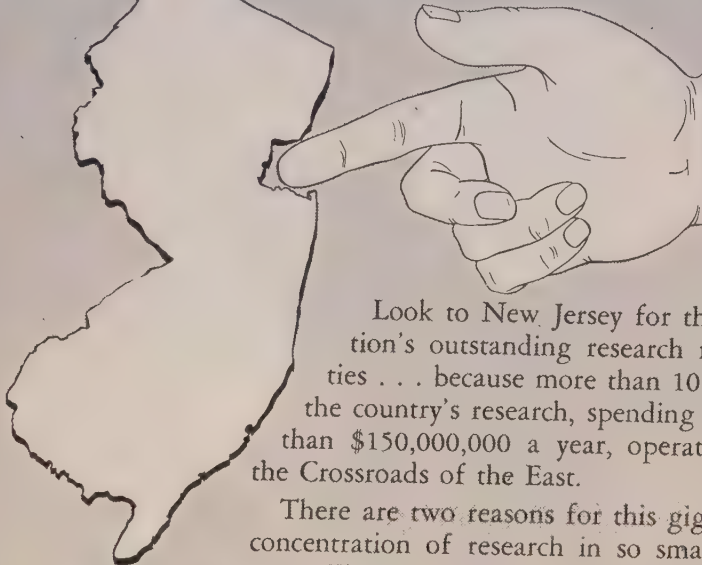 Look to New Jersey for th
tion's outstanding research
ties . . . because more than 10
the country's research, spending
than $150,000,000 a year, operat
the Crossroads of the East.
There are two reasons for this gig
concentration of research in so sma